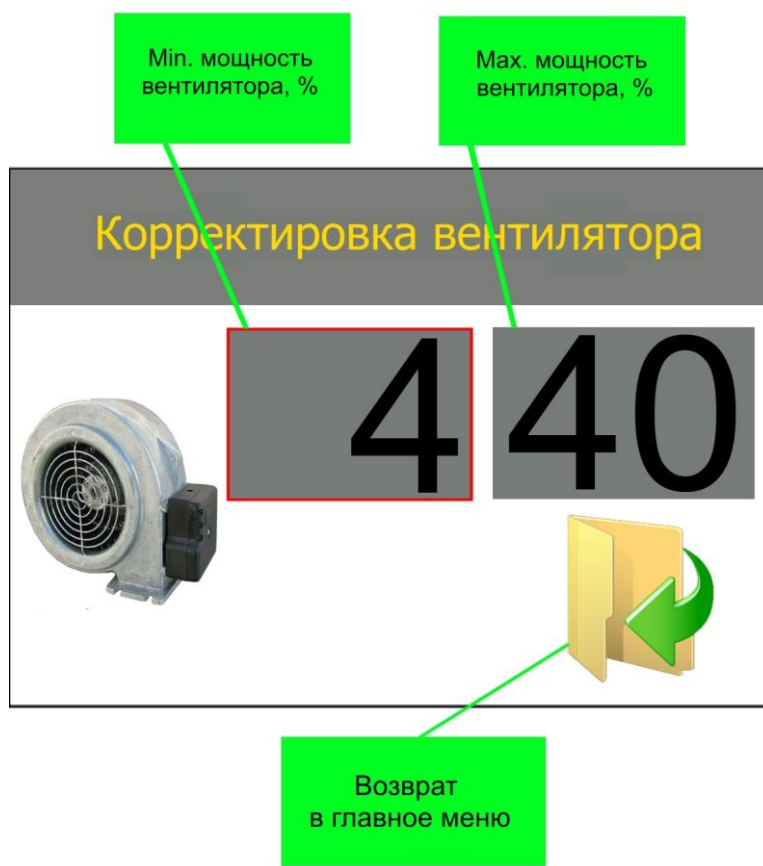 Min. мощность
вентилятора, %
Max. мощность
вентилятора, %
Корректировка вентилятора
4
40
Возврат
в главное меню